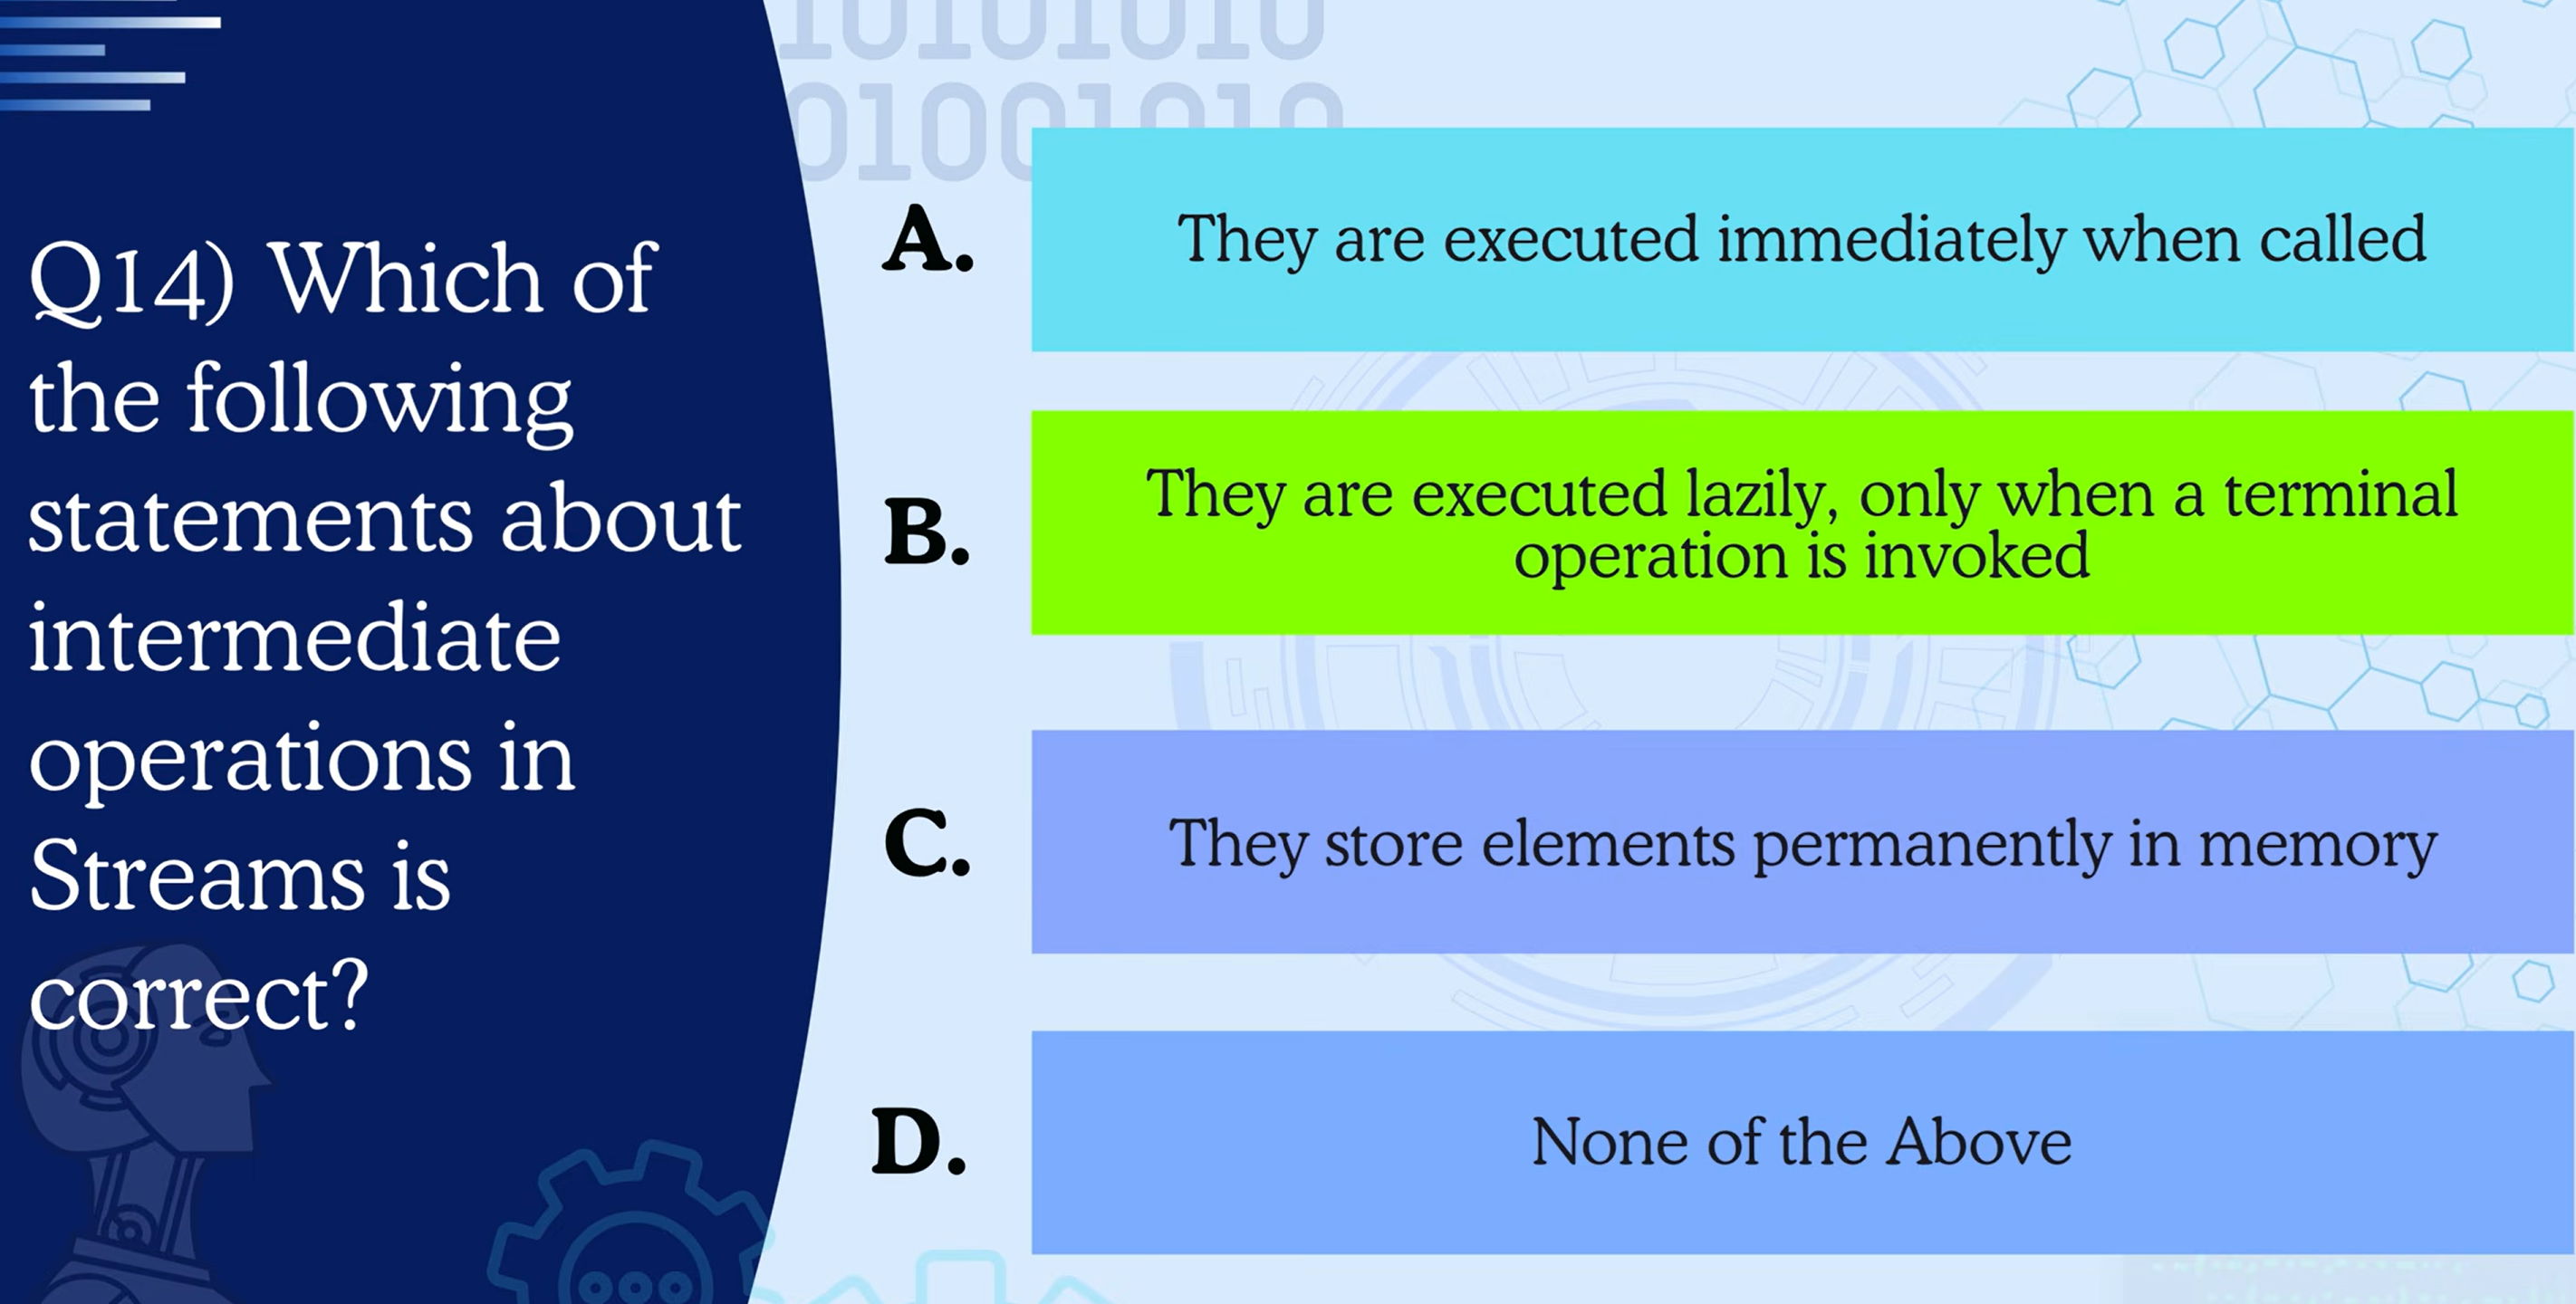 10101010
01001010
Q14) Which of
the following
statements about
intermediate
operations in
Streams is
correct?
A.
They are executed immediately when called
B.
They are executed lazily, only when a terminal
operation is invoked
C.
They store elements permanently in memory
D.
None of the Above